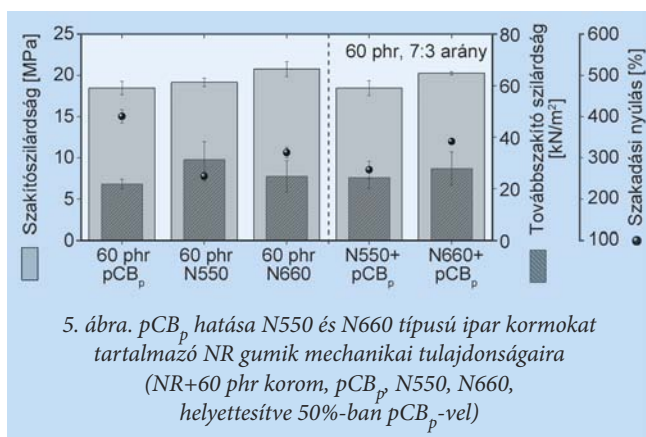 Szakítószilárdság [MPa]
25
20
15
10
5
0
60 phr, 7:3 arány
80
60
40
20
0
Továbbszakító szilárdság
[kN/m²]
600
500
400
300
200
100
Szakadási nyúlás [%]
60 phr pCBp
60 phr N550
60 phr N660
N550+ pCBp
N660+ pCBp
5. ábra. pCBp hatása N550 és N660 típusú ipar kormokat
tartalmazó NR gumik mechanikai tulajdonságaira
(NR+60 phr korom, pCBp, N550, N660,
helyettesítve 50%-ban pCBp-vel)